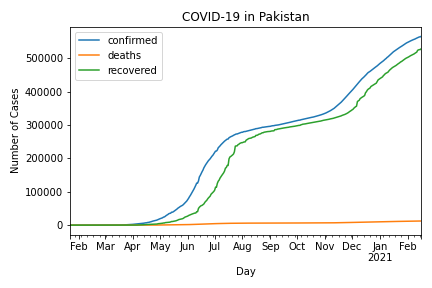 COVID-19 in Pakistan
confirmed
deaths
recovered
Number of Cases
500000
400000
300000
200000
100000
0
Feb Mar Apr May Jun Jul Aug Sep Oct Nov Dec Jan Feb
2021
Day